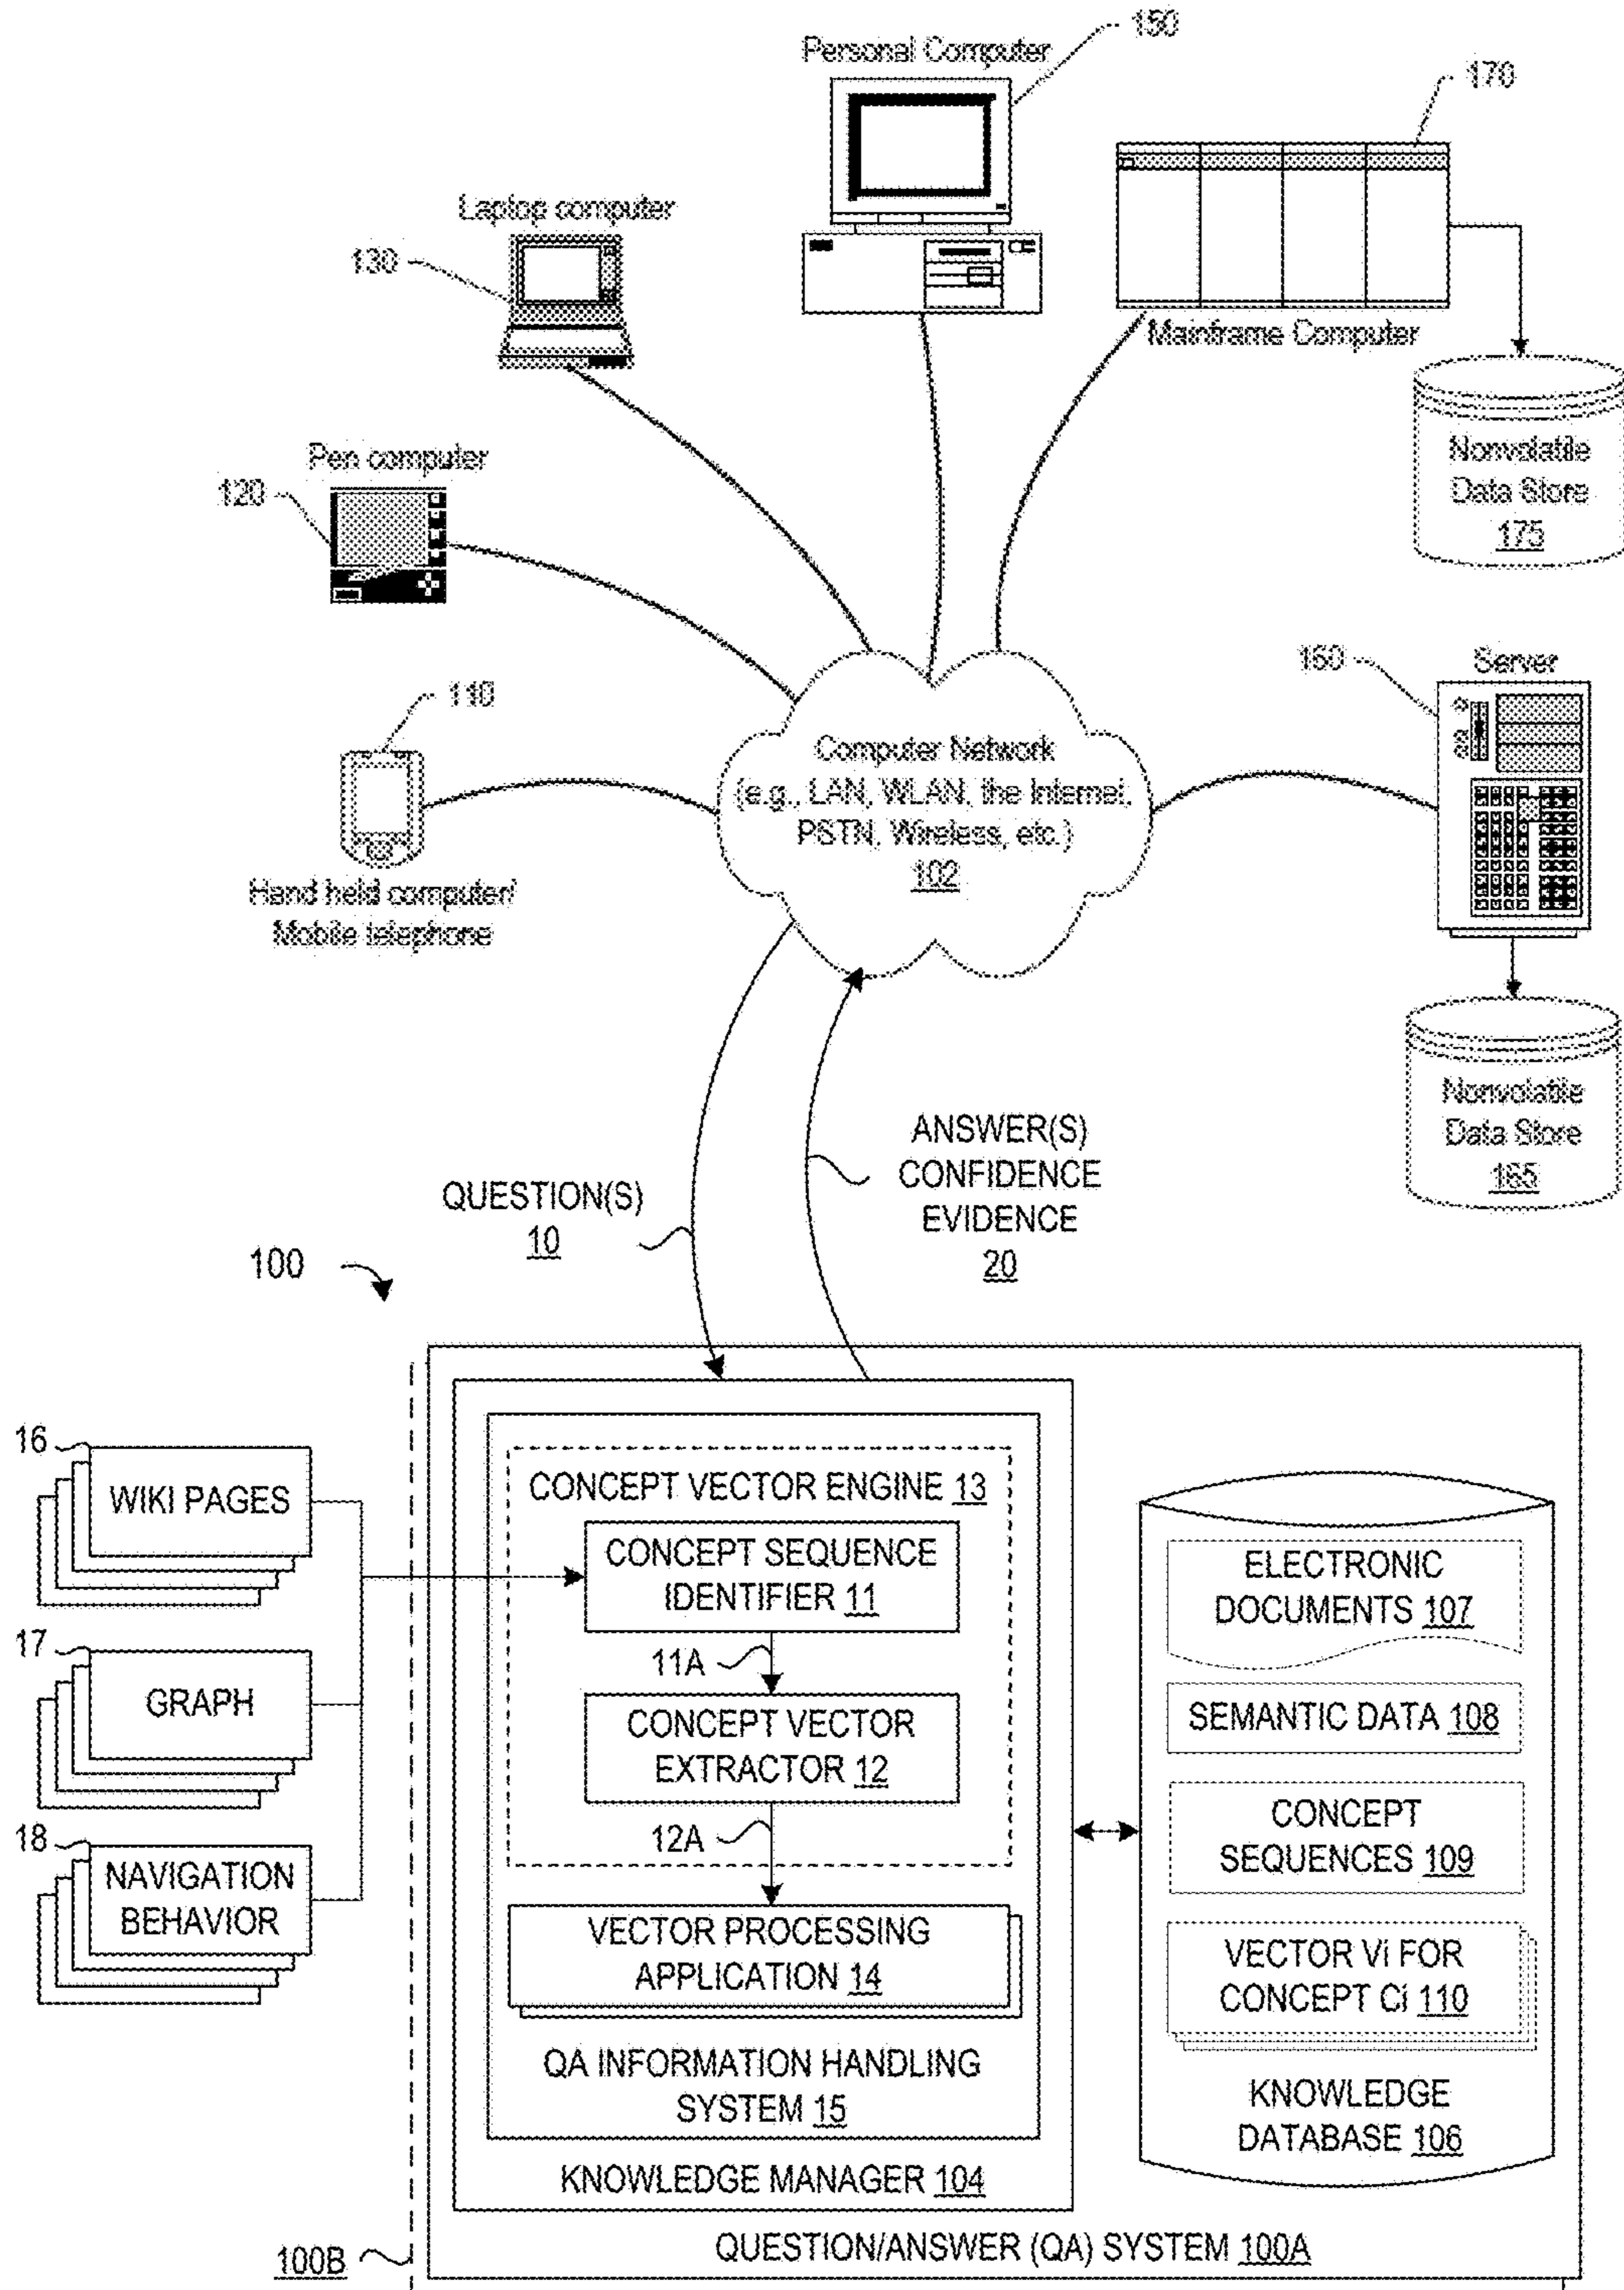 150
Personal Computer
170
Laptop computer
130
Mainframe Computer
Nonvolatile
Data Store
175
Pen computer
120
160
Server
110
Computer Network
(e.g., LAN, WLAN, the Internet,
PSTN, Wireless, etc.)
102
Hand held computer/
Mobile telephone
Nonvolatile
Data Store
165
ANSWER(S)
CONFIDENCE
EVIDENCE
20
QUESTION(S)
10
100
16
WIKI PAGES
17
GRAPH
18
NAVIGATION
BEHAVIOR
CONCEPT VECTOR ENGINE 13
CONCEPT SEQUENCE
IDENTIFIER 11
11A
CONCEPT VECTOR
EXTRACTOR 12
12A
VECTOR PROCESSING
APPLICATION 14
QA INFORMATION HANDLING
SYSTEM 15
KNOWLEDGE MANAGER 104
ELECTRONIC
DOCUMENTS 107
SEMANTIC DATA 108
CONCEPT
SEQUENCES 109
VECTOR Vi FOR
CONCEPT Ci 110
KNOWLEDGE
DATABASE 106
QUESTION/ANSWER (QA) SYSTEM 100A
100B